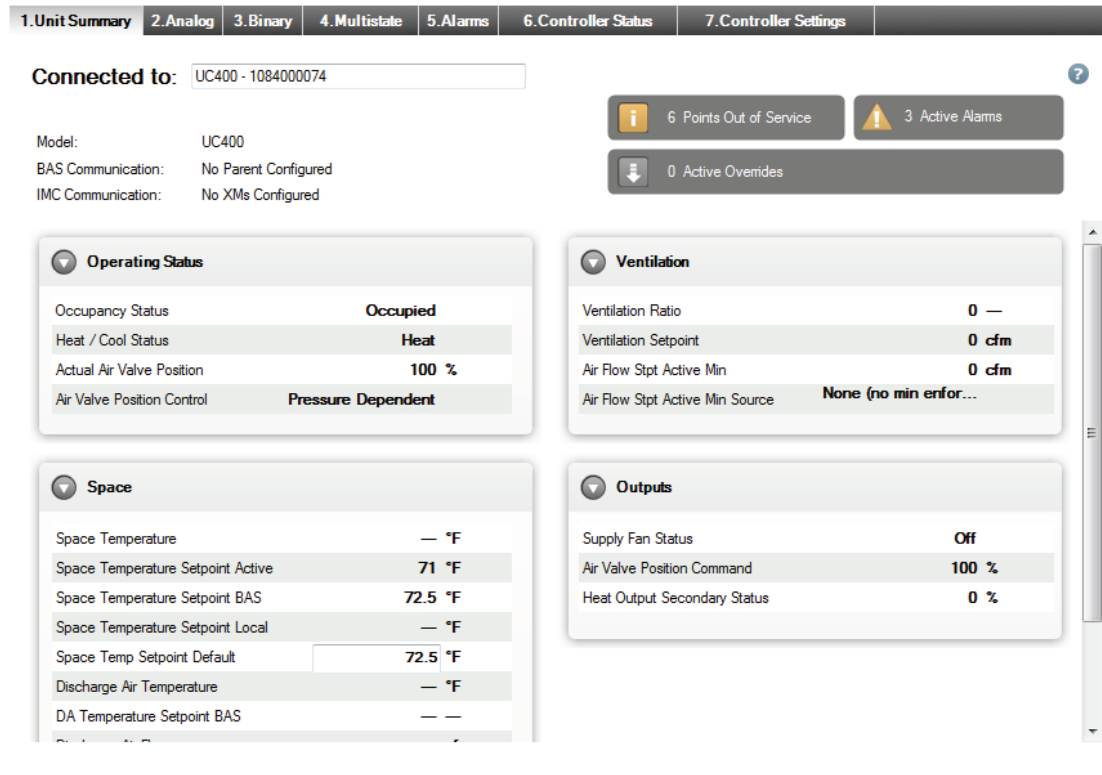 1.Unit Summary 2.Analog 3.Binary 4.Multistate 5.Alarms 6.Controller Status 7.Controller Settings
Connected to: UC400 - 1084000074
?
6 Points Out of Service
3 Active Alarms
0 Active Overrides
Model: UC400
BAS Communication: No Parent Configured
IMC Communication: No XMs Configured
Operating Status
Occupancy Status Occupied
Heat / Cool Status Heat
Actual Air Valve Position 100 %
Air Valve Position Control Pressure Dependent
Ventilation
Ventilation Ratio 0 —
Ventilation Setpoint 0 cfm
Air Flow Stpt Active Min 0 cfm
Air Flow Stpt Active Min Source None (no min enfor...
Space
Space Temperature — °F
Space Temperature Setpoint Active 71 °F
Space Temperature Setpoint BAS 72.5 °F
Space Temperature Setpoint Local — °F
Space Temp Setpoint Default 72.5 °F
Discharge Air Temperature — °F
DA Temperature Setpoint BAS — —
Outputs
Supply Fan Status Off
Air Valve Position Command 100 %
Heat Output Secondary Status 0 %